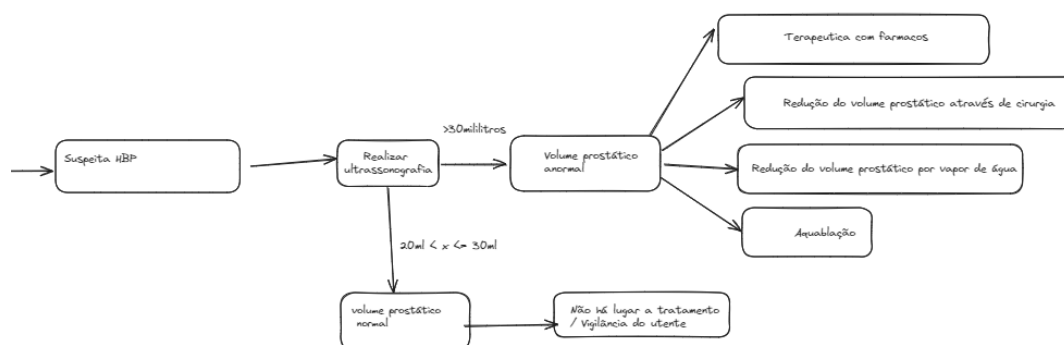 Terapeutica com farmacos
Redução do volume prostático através de cirurgia
>30mililitros
Suspeita HBP
Realizar
ultrassonografia
Volume prostático
anormal
Redução do volume prostático por vapor de água
Aquablação
20ml < x <= 30ml
volume prostático
normal
Não há lugar a tratamento
/ Vigilância do utente